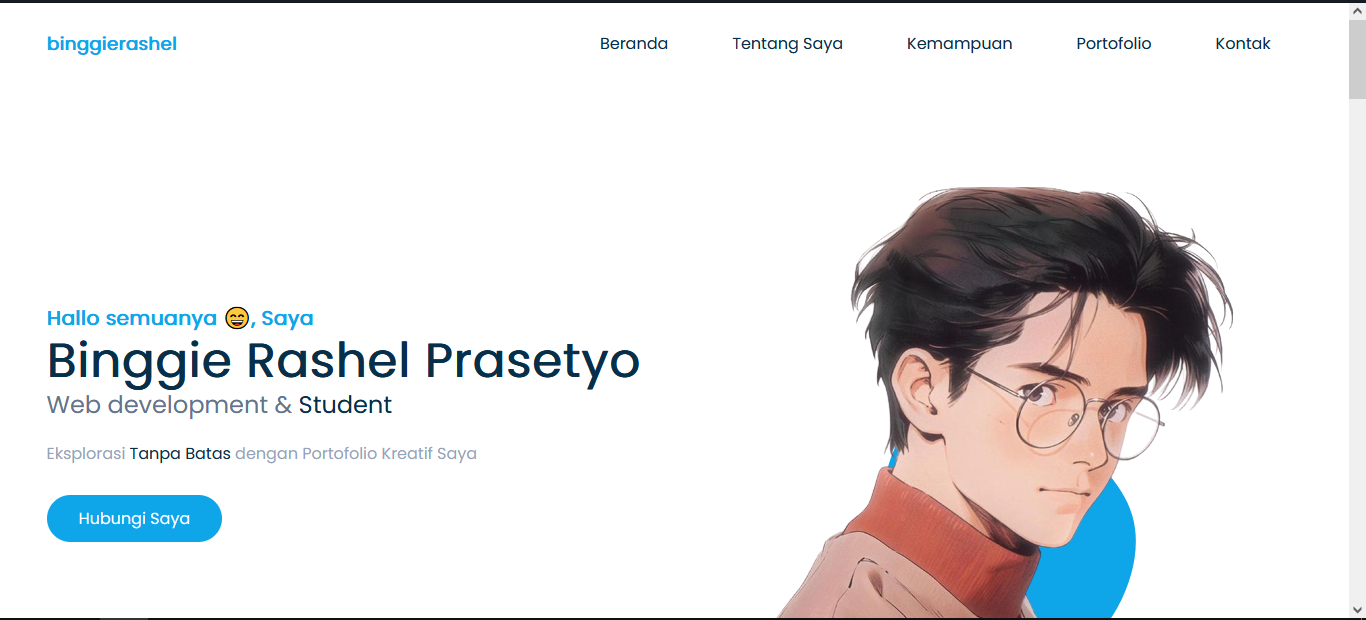 binggierashel
Beranda
Tentang Saya
Kemampuan
Portofolio
Kontak
Hallo semuanya 😄, Saya
Binggie Rashel Prasetyo
Web development & Student
Eksplorasi Tanpa Batas dengan Portofolio Kreatif Saya
Hubungi Saya